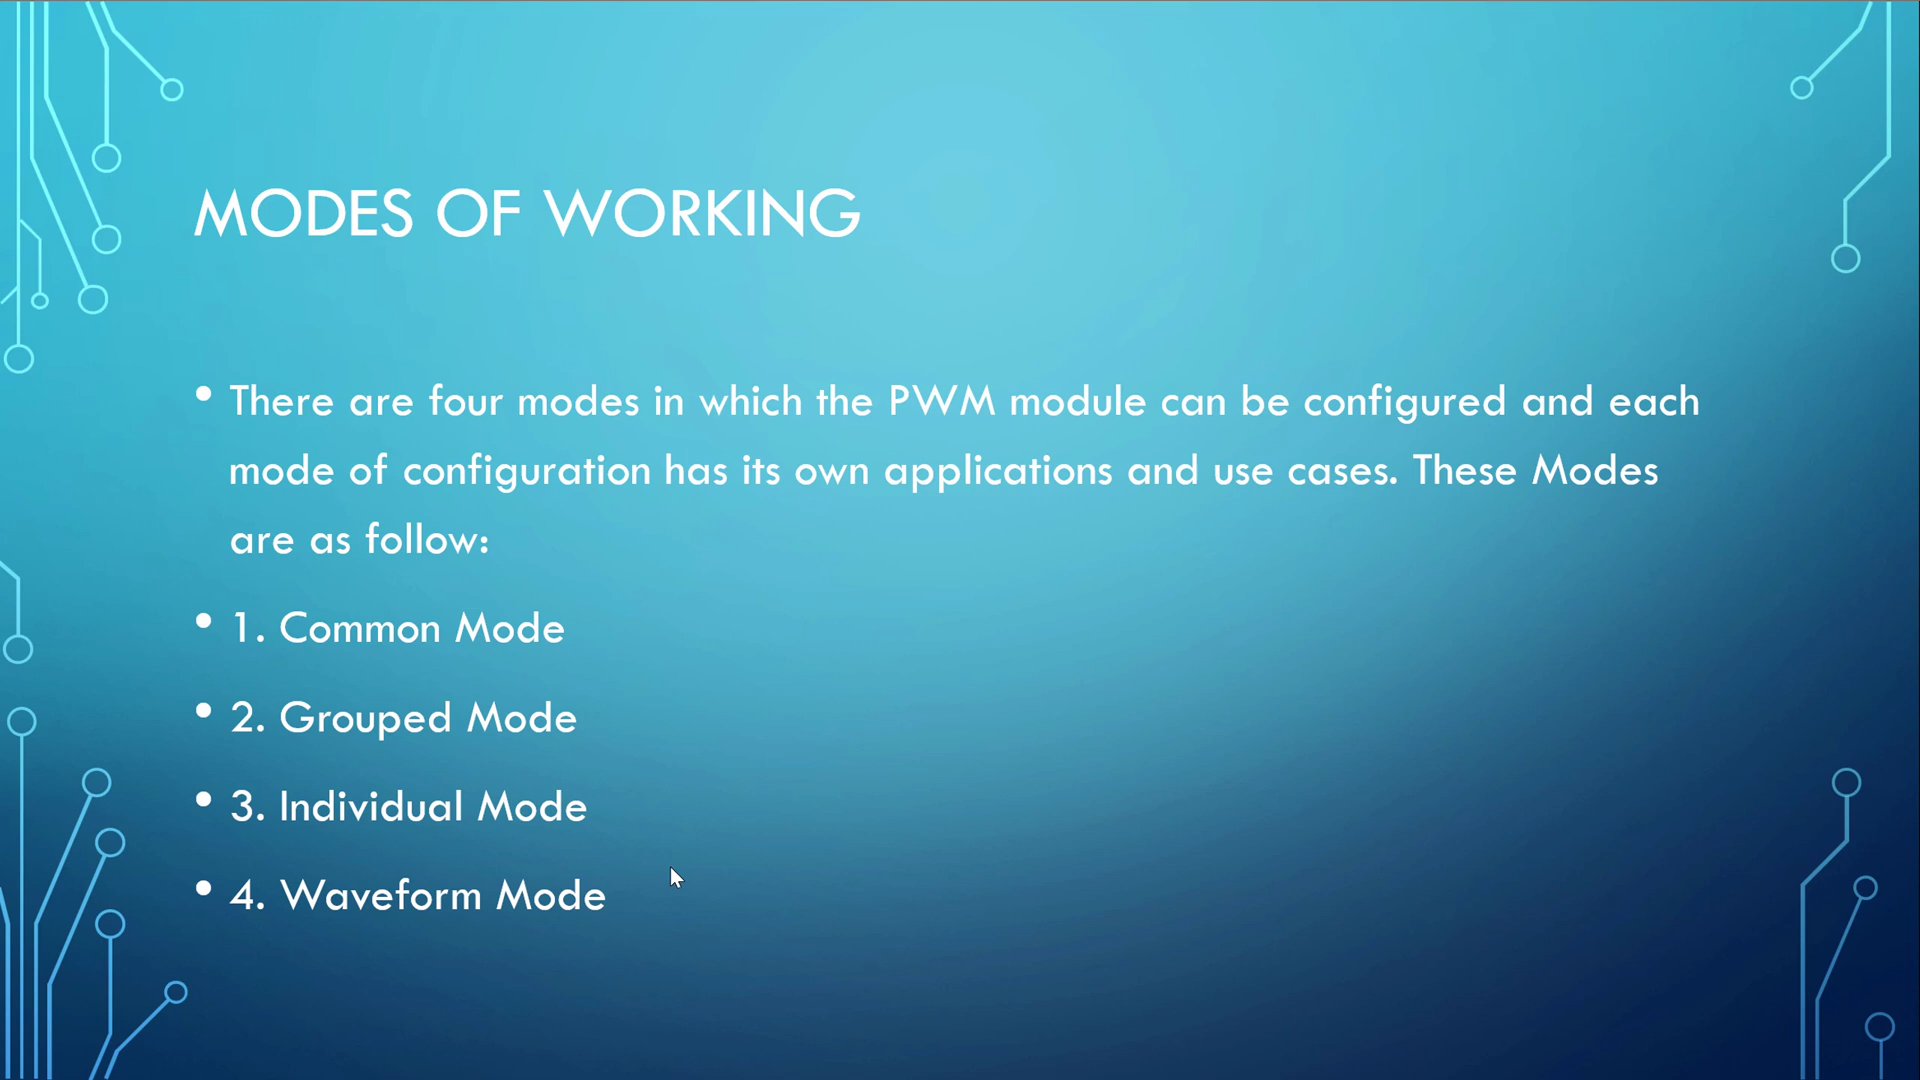 MODES OF WORKING
• There are four modes in which the PWM module can be configured and each
mode of configuration has its own applications and use cases. These Modes
are as follow:
• 1. Common Mode
• 2. Grouped Mode
• 3. Individual Mode
• 4. Waveform Mode